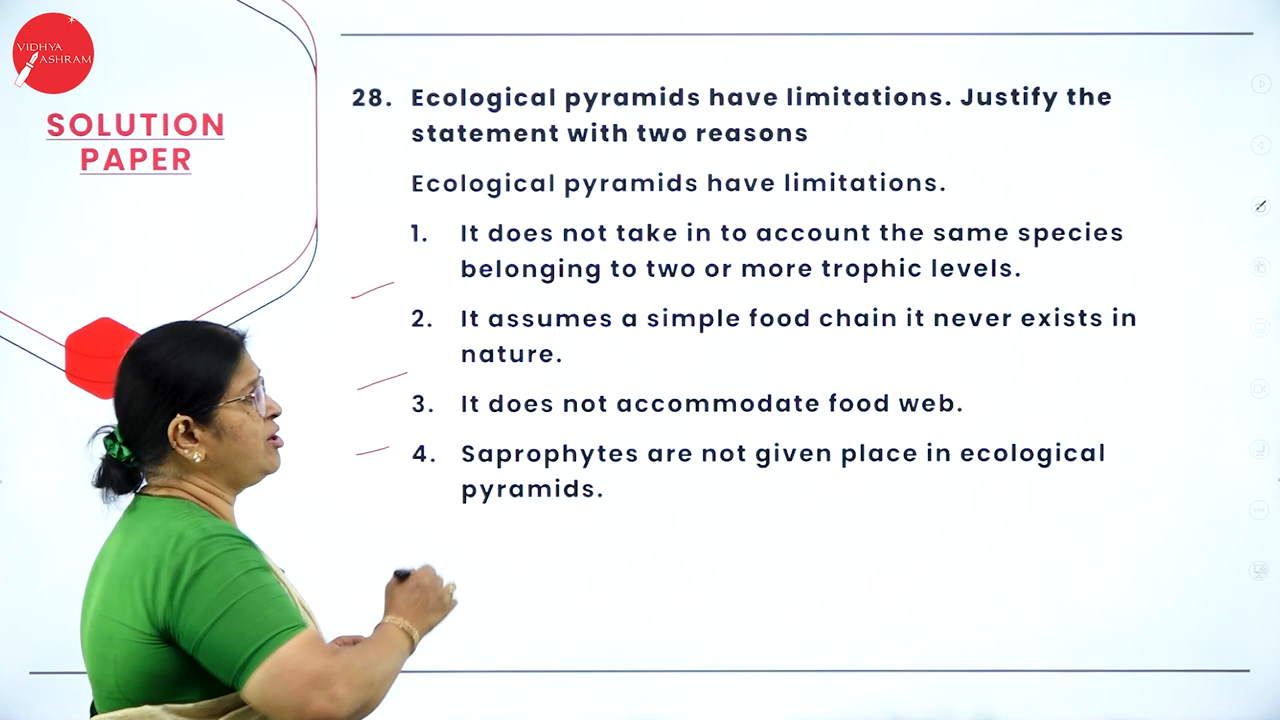 VIDHYA
ASHRAM
SOLUTION
PAPER
28. Ecological pyramids have limitations. Justify the
statement with two reasons
Ecological pyramids have limitations.
1. It does not take in to account the same species
belonging to two or more trophic levels.
2. It assumes a simple food chain it never exists in
nature.
3. It does not accommodate food web.
4. Saprophytes are not given place in ecological
pyramids.